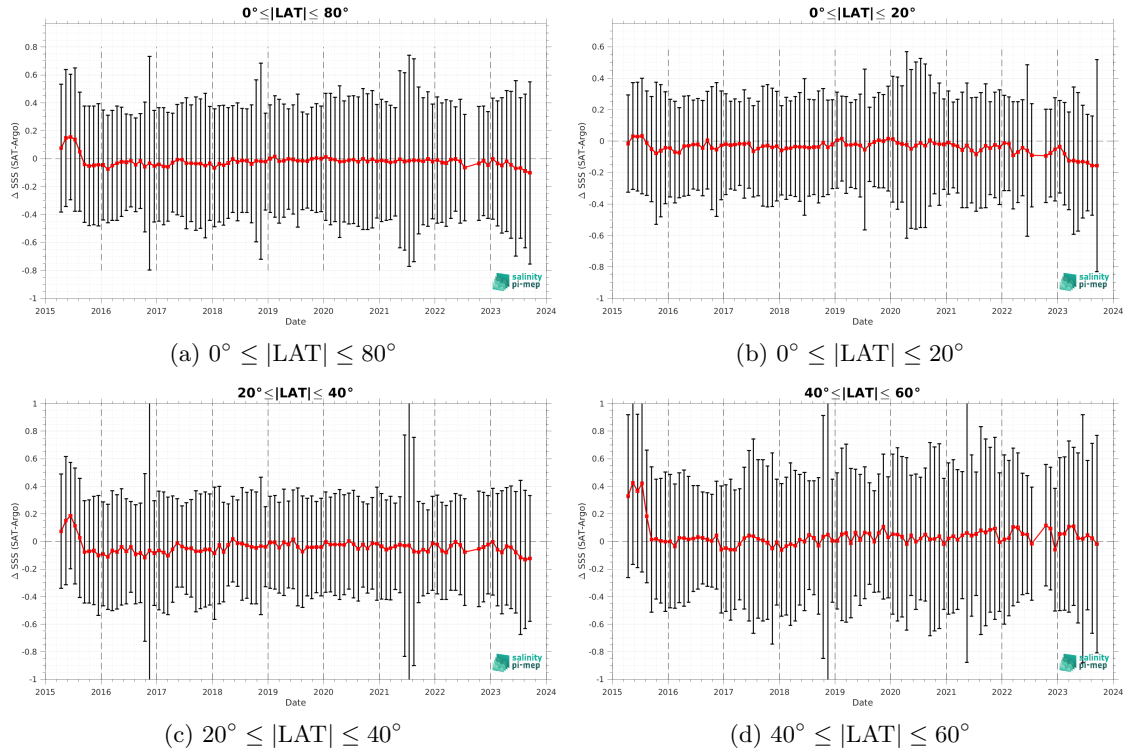 0°≤|LAT|≤ 80°
Δ SSS (SAT-Argo)
0.8
0.6
0.4
0.2
0
-0.2
-0.4
-0.6
-0.8
-1
2015 2016 2017 2018 2019 2020 2021 2022 2023 2024
Date
salinity
pi-mep
(a) 0° ≤ |LAT| ≤ 80°
0°≤|LAT|≤ 20°
Δ SSS (SAT-Argo)
0.6
0.4
0.2
0
-0.2
-0.4
-0.6
-0.8
-1
2015 2016 2017 2018 2019 2020 2021 2022 2023 2024
Date
salinity
pi-mep
(b) 0° ≤ |LAT| ≤ 20°
20°≤|LAT|≤ 40°
Δ SSS (SAT-Argo)
1
0.8
0.6
0.4
0.2
0
-0.2
-0.4
-0.6
-0.8
-1
2015 2016 2017 2018 2019 2020 2021 2022 2023 2024
Date
salinity
pi-mep
(c) 20° ≤ |LAT| ≤ 40°
40°≤|LAT|≤ 60°
Δ SSS (SAT-Argo)
1
0.8
0.6
0.4
0.2
0
-0.2
-0.4
-0.6
-0.8
-1
2015 2016 2017 2018 2019 2020 2021 2022 2023 2024
Date
salinity
pi-mep
(d) 40° ≤ |LAT| ≤ 60°